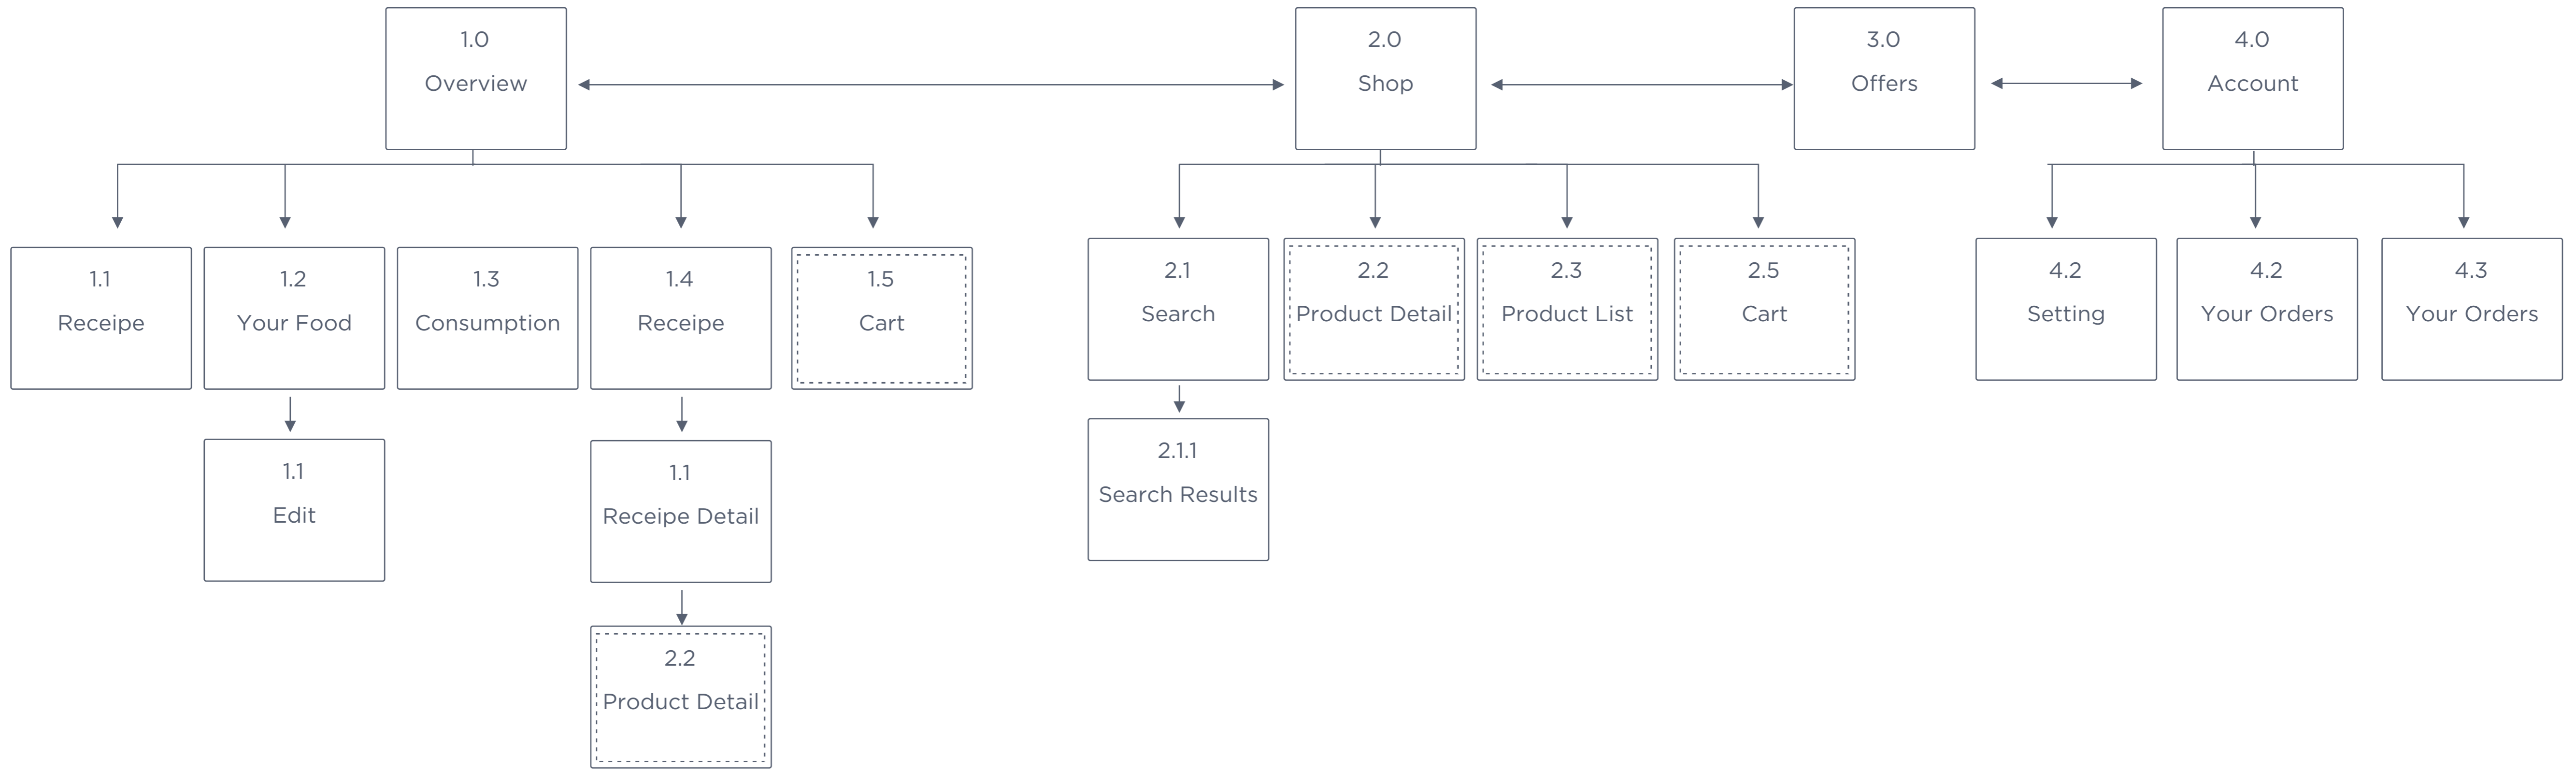 1.0
Overview
2.0
Shop
3.0
Offers
4.0
Account
1.1
Receipe
1.2
Your Food
1.3
Consumption
1.4
Receipe
1.5
Cart
2.1
Search
2.2
Product Detail
2.3
Product List
2.5
Cart
4.2
Setting
4.2
Your Orders
4.3
Your Orders
1.1
Edit
1.1
Receipe Detail
2.1.1
Search Results
2.2
Product Detail